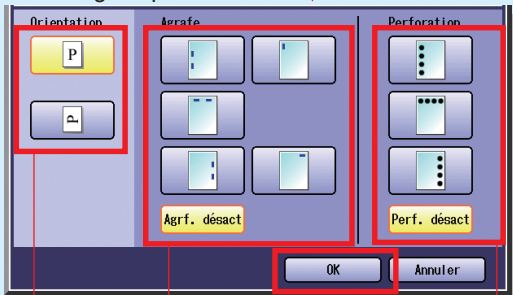 Orientation Agrafe Perforation
P
P
Agrf. désact Perf. désact
OK Annuler